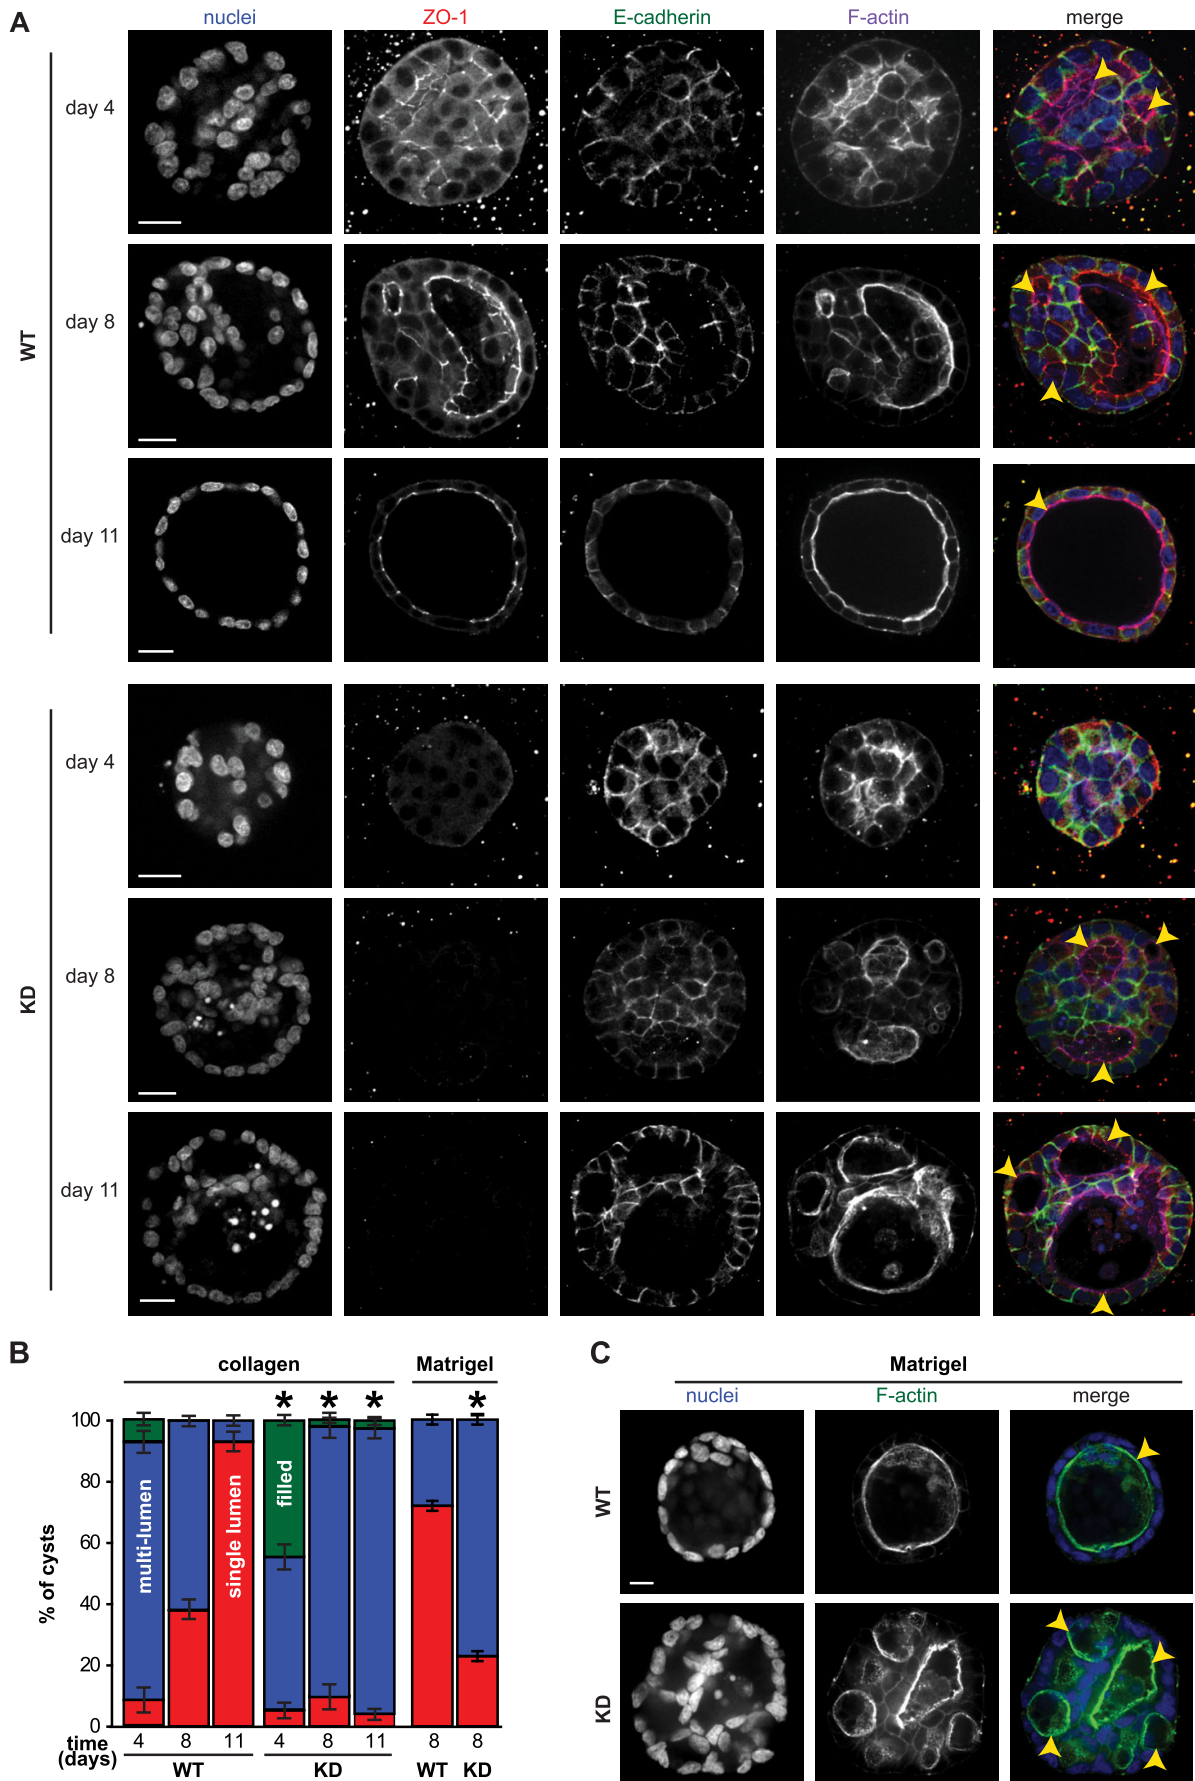 A
nuclei ZO-1 E-cadherin F-actin merge
day 4
day 8
WT
day 11
day 4
day 8
KD
day 11
B
collagen Matrigel
* * * *
100
80
60
40
20
0
% of cysts
multi-lumen
single lumen
filled
time (days)
4 8 11 4 8 11 8 8
WT KD WT KD
C
Matrigel
nuclei F-actin merge
WT
KD